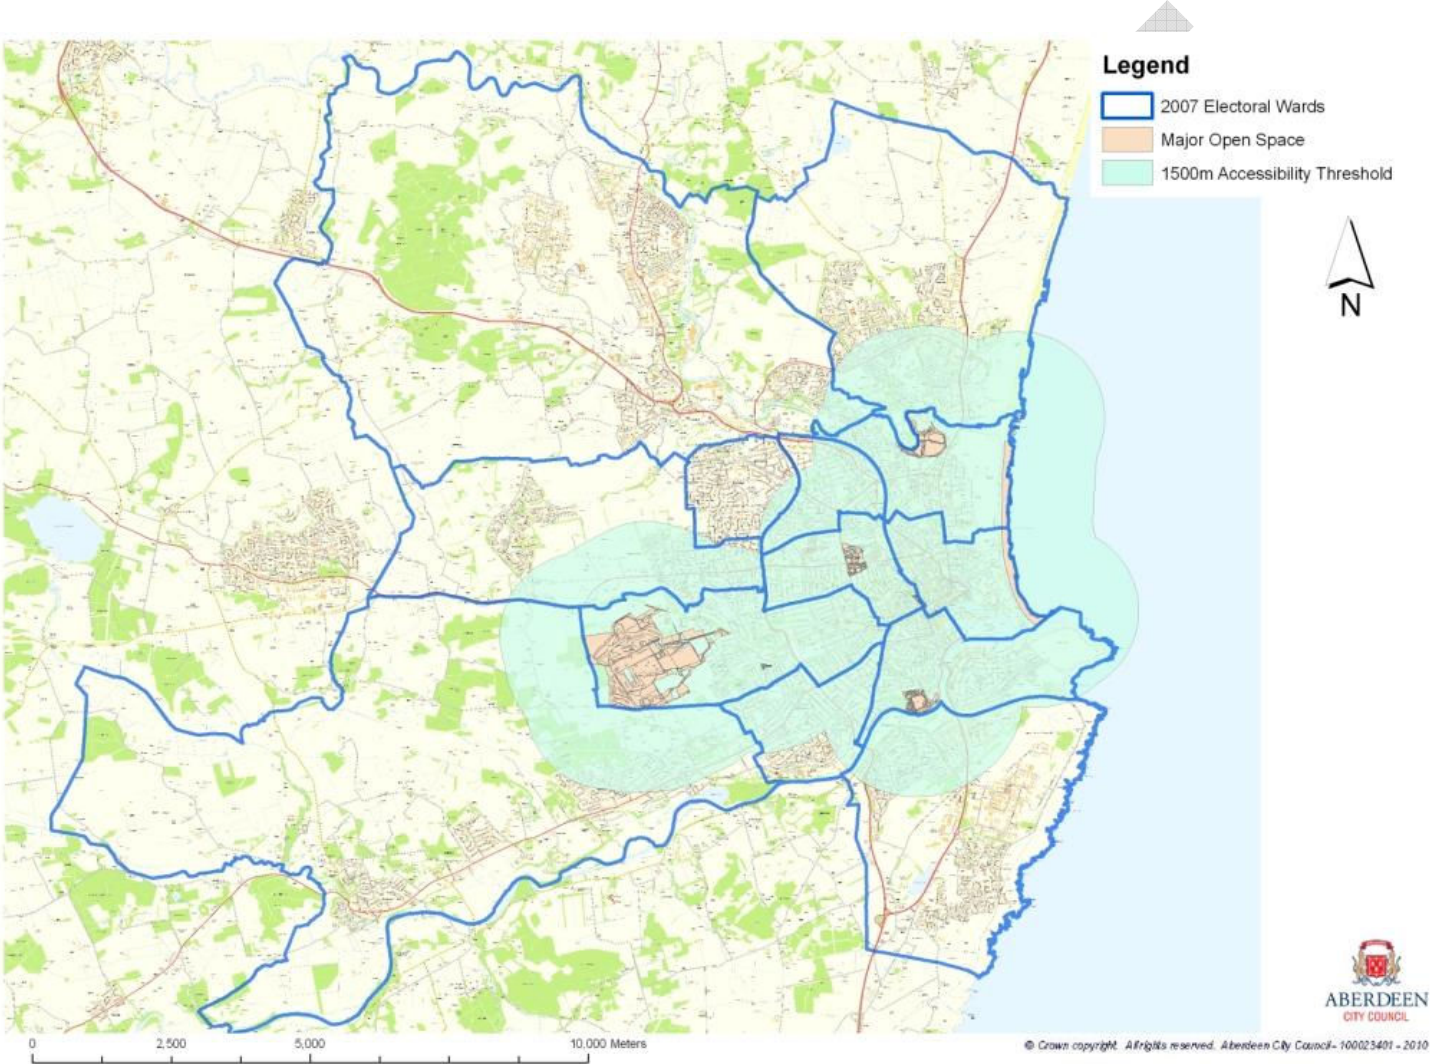 Legend
2007 Electoral Wards
Major Open Space
1500m Accessibility Threshold
N
ABERDEEN
CITY COUNCIL
0 2,500 5,000 10,000 Meters
© Crown copyright. All rights reserved. Aberdeen City Council - 100023401 - 2010